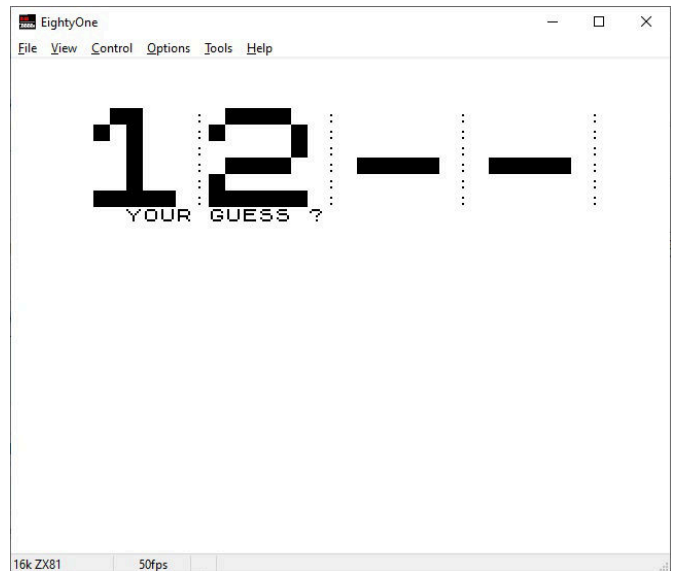 EightyOne
File View Control Options Tools Help
12--
YOUR GUESS ?
16k ZX81 50fps